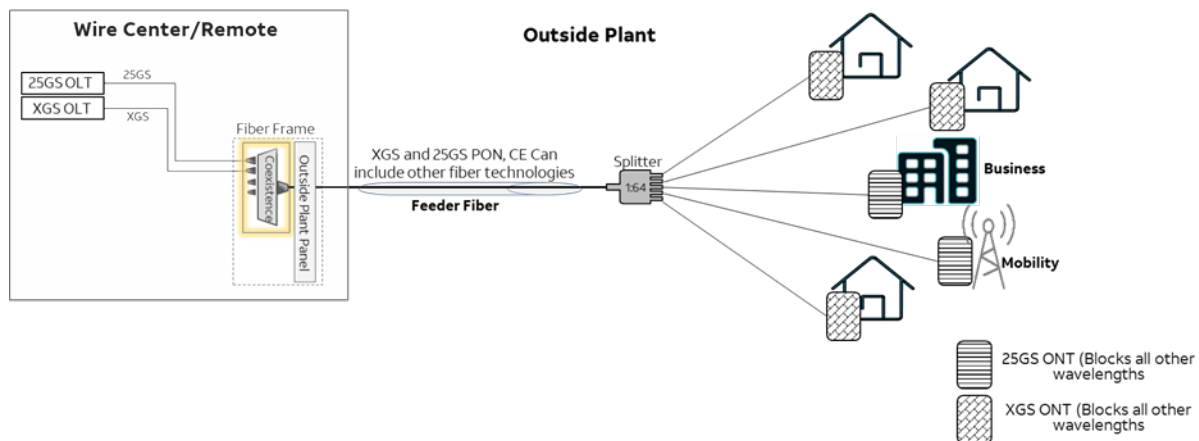 Wire Center/Remote
Outside Plant
25GS OLT
25GS
XGS OLT
XGS
Fiber Frame
Coexistence
Outside Plant Panel
XGS and 25GS PON, CE Can
include other fiber technologies
Feeder Fiber
Splitter
1:64
Business
Mobility
25GS ONT (Blocks all other
wavelengths
XGS ONT (Blocks all other
wavelengths